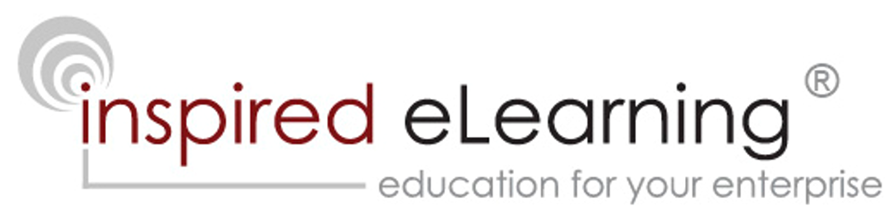 inspired eLearning®
education for your enterprise